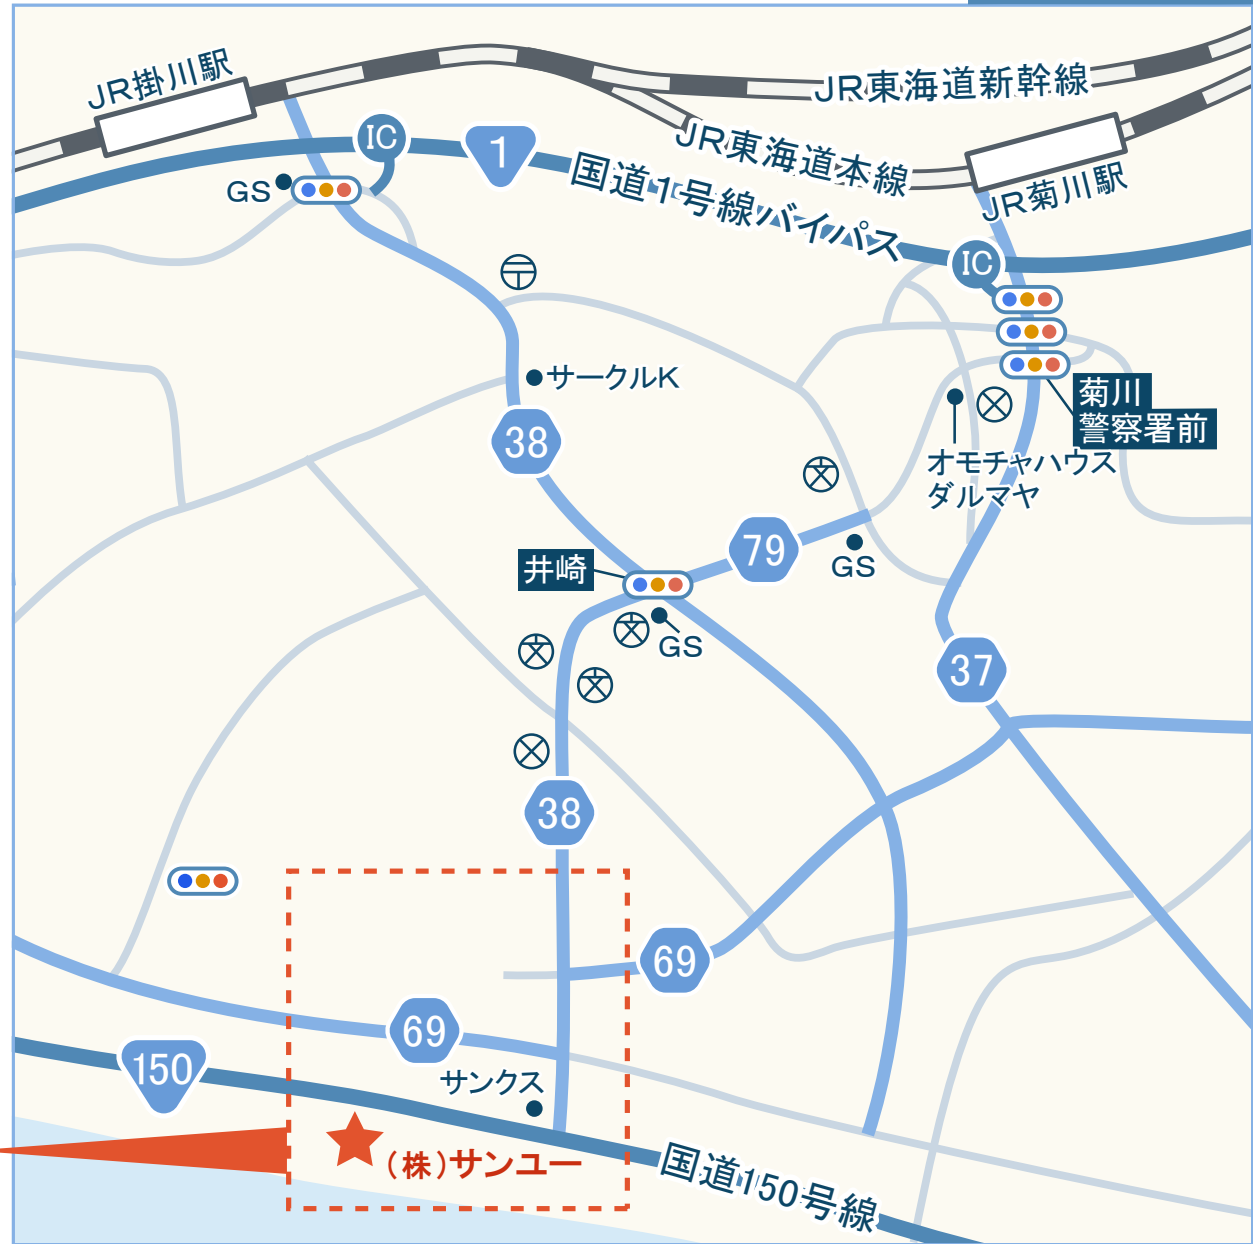 JR掛川駅
JR東海道新幹線
IC
1
JR東海道本線
国道1号線バイパス
JR菊川駅
GS
IC
サークルK
菊川
警察署前
38
オモチャハウス
ダルマヤ
79
井崎
GS
GS
37
38
69
69
150
サンクス
(株)サンユー
国道150号線